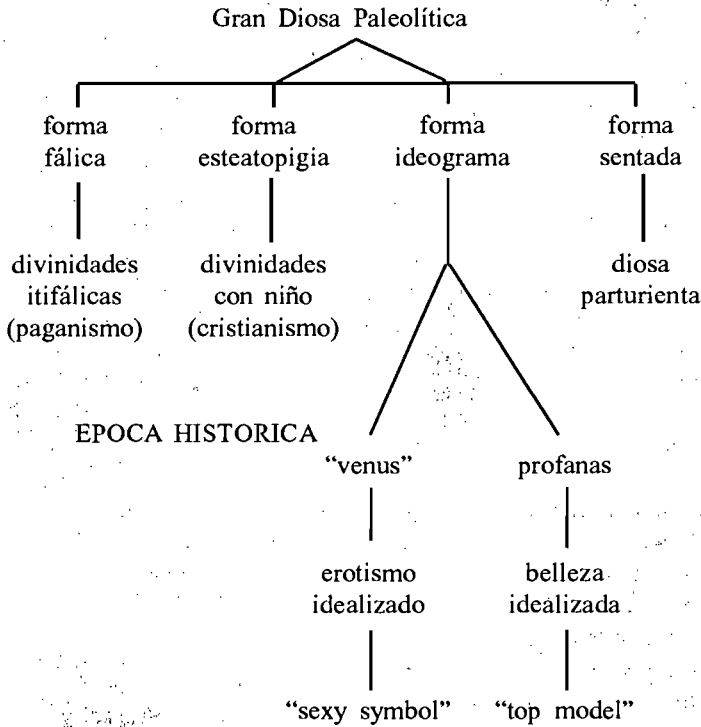 Gran Diosa Paleolítica
forma
fálica
forma
esteatopigia
forma
ideograma
forma
sentada
divinidades
itifálicas
(paganismo)
divinidades
con niño
(cristianismo)
diosa
parturienta
EPOCA HISTORICA
“venus”
profanas
erotismo
idealizado
belleza
idealizada
“sexy symbol”
“top model”